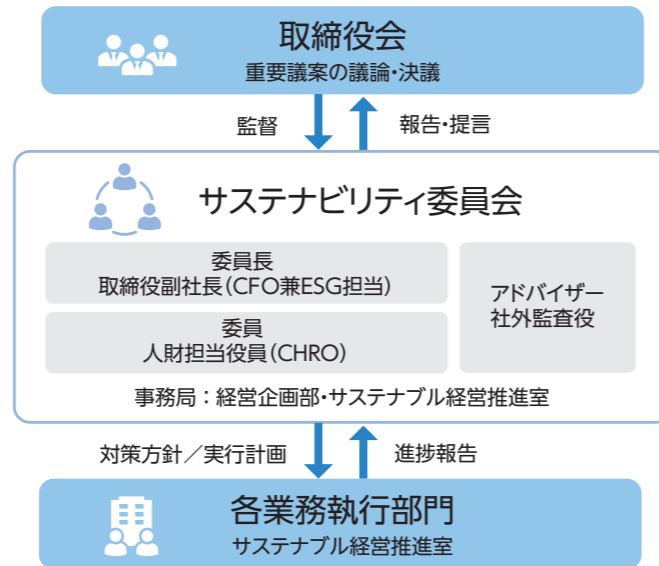 取締役会
重要議案の議論・決議
監督
報告・提言
サステナビリティ委員会
委員長
取締役副社長(CFO兼ESG担当)
委員
人財担当役員(CHRO)
アドバイザー
社外監査役
事務局：経営企画部・サステナブル経営推進室
対策方針／実行計画
進捗報告
各業務執行部門
サステナブル経営推進室